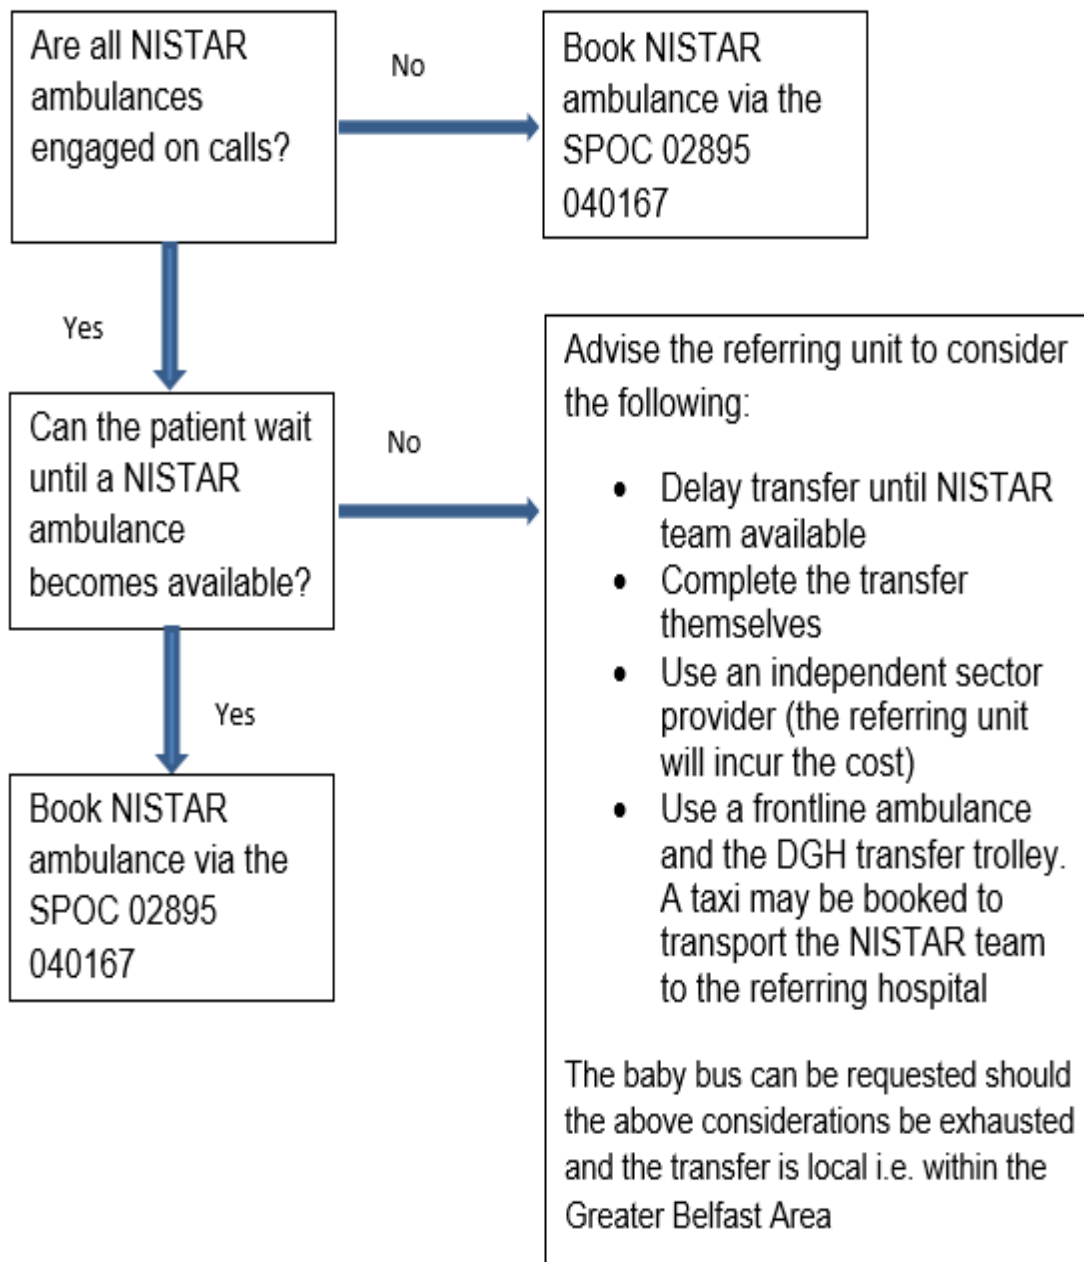 Are all NISTAR
ambulances
engaged on calls?
No
Book NISTAR
ambulance via the
SPOC 02895
040167
Yes
Can the patient wait
until a NISTAR
ambulance
becomes available?
No
Advise the referring unit to consider
the following:
• Delay transfer until NISTAR
team available
• Complete the transfer
themselves
• Use an independent sector
provider (the referring unit
will incur the cost)
• Use a frontline ambulance
and the DGH transfer trolley.
A taxi may be booked to
transport the NISTAR team
to the referring hospital
The baby bus can be requested should
the above considerations be exhausted
and the transfer is local i.e. within the
Greater Belfast Area
Yes
Book NISTAR
ambulance via the
SPOC 02895
040167